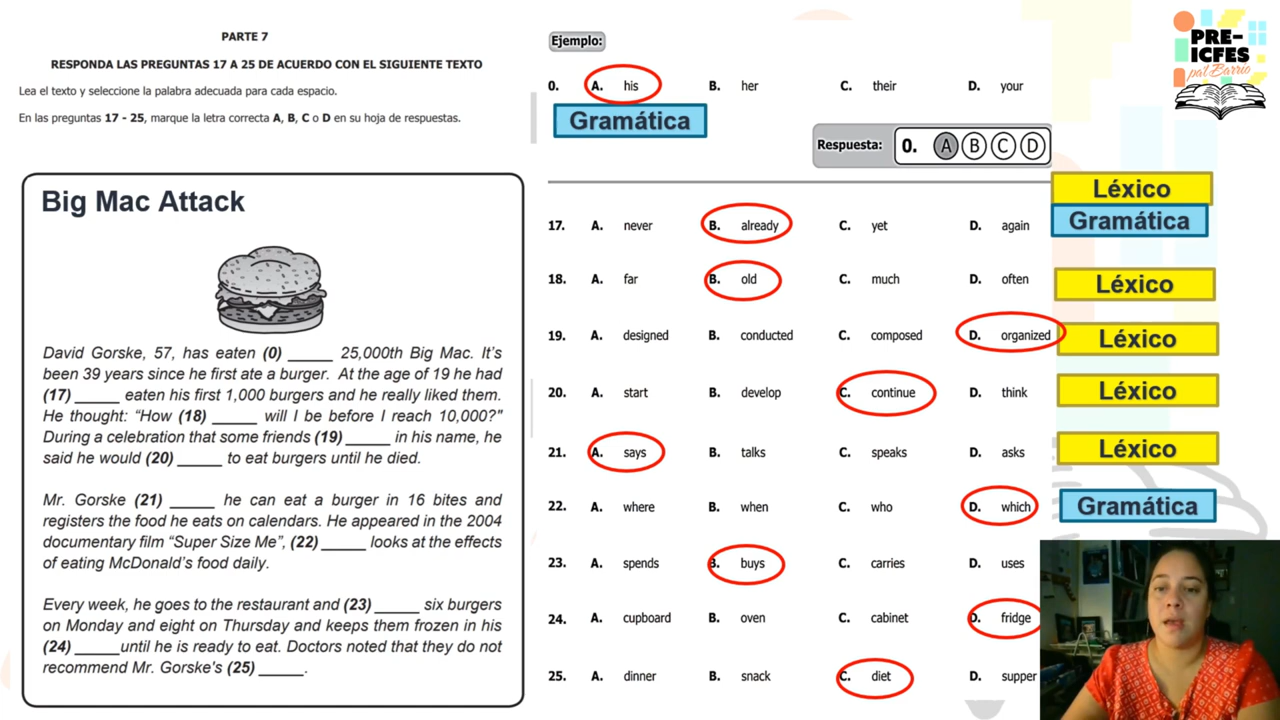 PARTE 7
RESPONDA LAS PREGUNTAS 17 A 25 DE ACUERDO CON EL SIGUIENTE TEXTO
Lea el texto y seleccione la palabra adecuada para cada espacio.
En las preguntas 17 - 25, marque la letra correcta A, B, C o D en su hoja de respuestas.
Big Mac Attack
David Gorske, 57, has eaten (0) _____ 25,000th Big Mac. It's
been 39 years since he first ate a burger. At the age of 19 he had
(17) _____ eaten his first 1,000 burgers and he really liked them.
He thought: "How (18) _____ will I be before I reach 10,000?"
During a celebration that some friends (19) _____ in his name, he
said he would (20) _____ to eat burgers until he died.
Mr. Gorske (21) _____ he can eat a burger in 16 bites and
registers the food he eats on calendars. He appeared in the 2004
documentary film "Super Size Me", (22) _____ looks at the effects
of eating McDonald's food daily.
Every week, he goes to the restaurant and (23) _____ six burgers
on Monday and eight on Thursday and keeps them frozen in his
(24) _____until he is ready to eat. Doctors noted that they do not
recommend Mr. Gorske's (25) _____.
Ejemplo:
0. A. his B. her C. their D. your
Gramática
Respuesta: 0. A B C D
17. A. never B. already C. yet D. again
Léxico
Gramática
18. A. far B. old C. much D. often
Léxico
19. A. designed B. conducted C. composed D. organized
Léxico
20. A. start B. develop C. continue D. think
Léxico
21. A. says B. talks C. speaks D. asks
Léxico
22. A. where B. when C. who D. which
Gramática
23. A. spends B. buys C. carries D. uses
24. A. cupboard B. oven C. cabinet D. fridge
25. A. dinner B. snack C. diet D. supper
PRE-
ICFES
pa'l Barrio